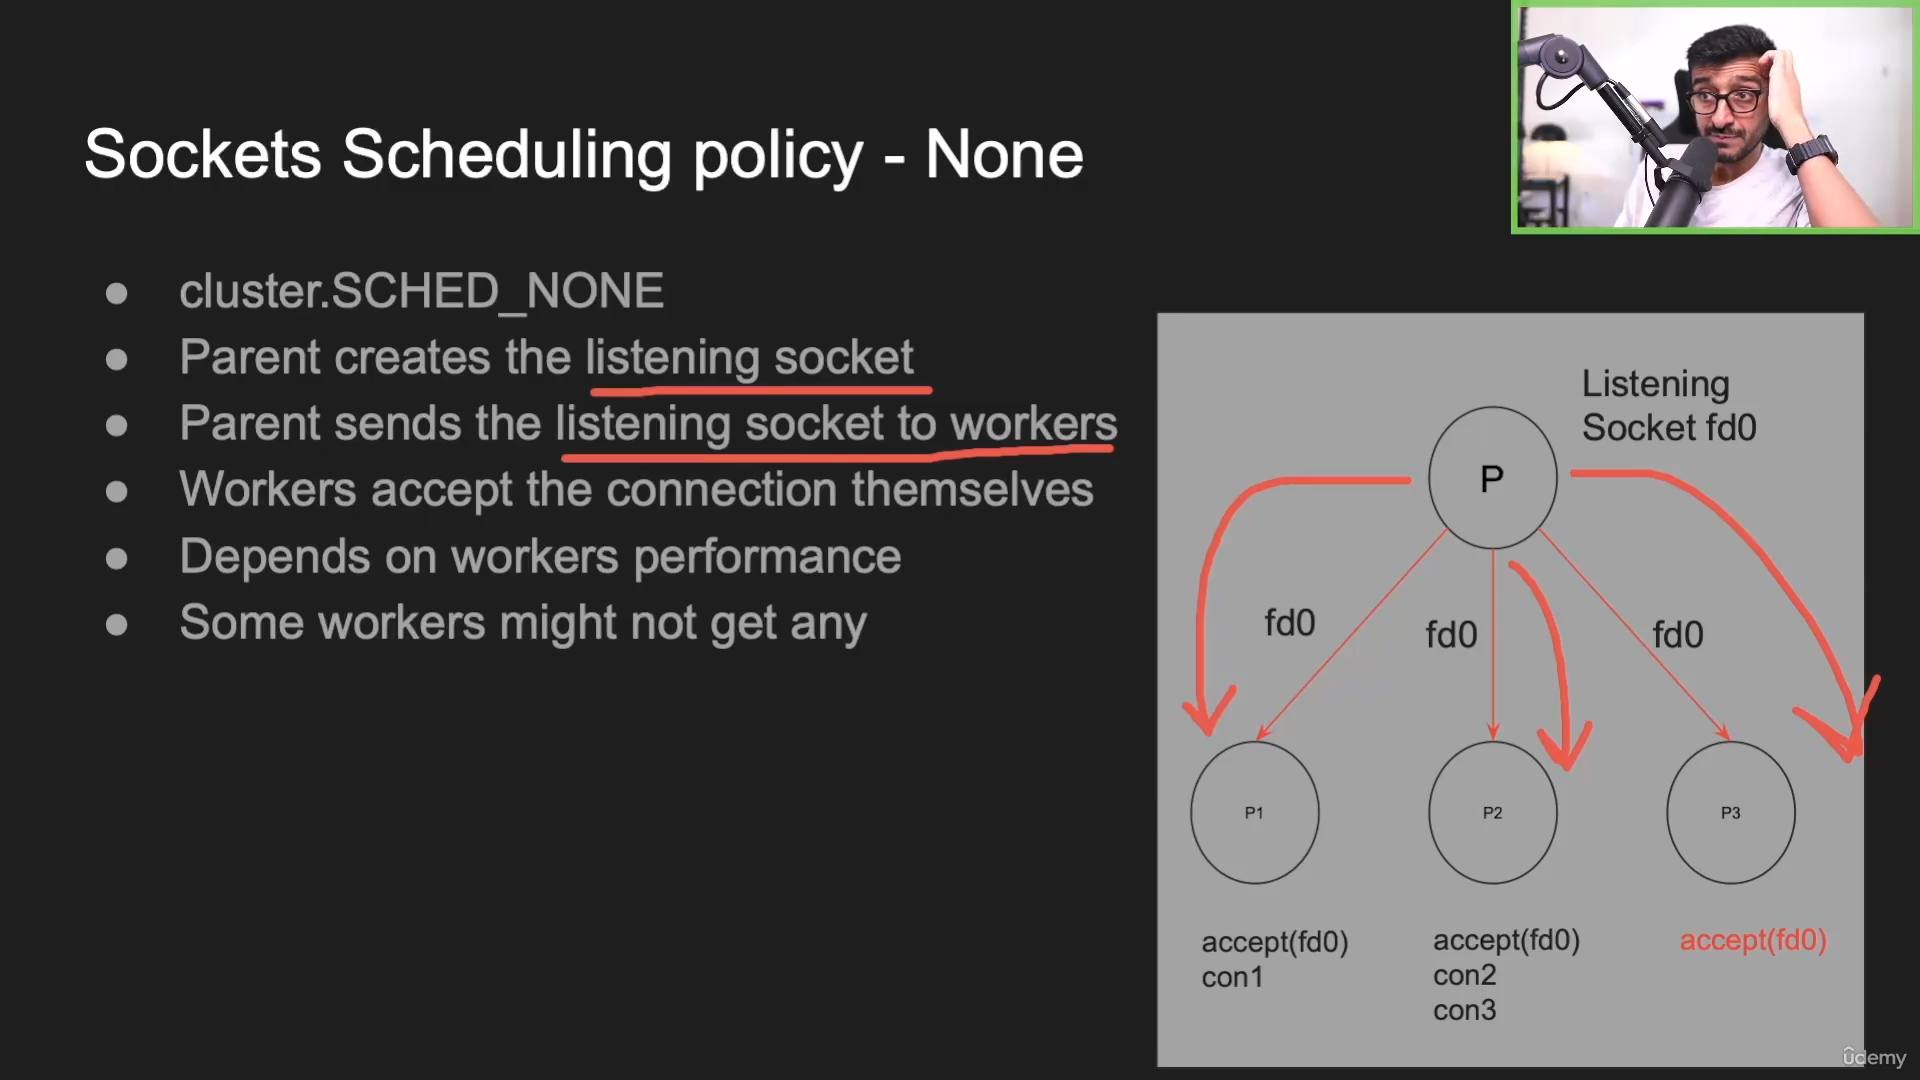 Sockets Scheduling policy - None
● cluster.SCHED_NONE
● Parent creates the listening socket
● Parent sends the listening socket to workers
● Workers accept the connection themselves
● Depends on workers performance
● Some workers might not get any
Listening
Socket fd0
P
fd0
fd0
fd0
P1
P2
P3
accept(fd0)
con1
accept(fd0)
con2
con3
accept(fd0)
ûdemy